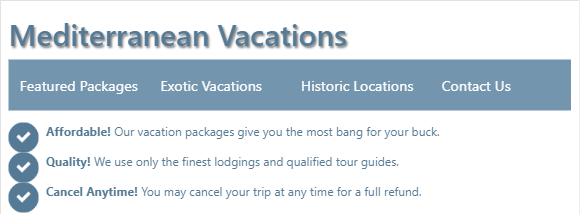 Mediterranean Vacations
Featured Packages Exotic Vacations Historic Locations Contact Us
Affordable! Our vacation packages give you the most bang for your buck.
Quality! We use only the finest lodgings and qualified tour guides.
Cancel Anytime! You may cancel your trip at any time for a full refund.